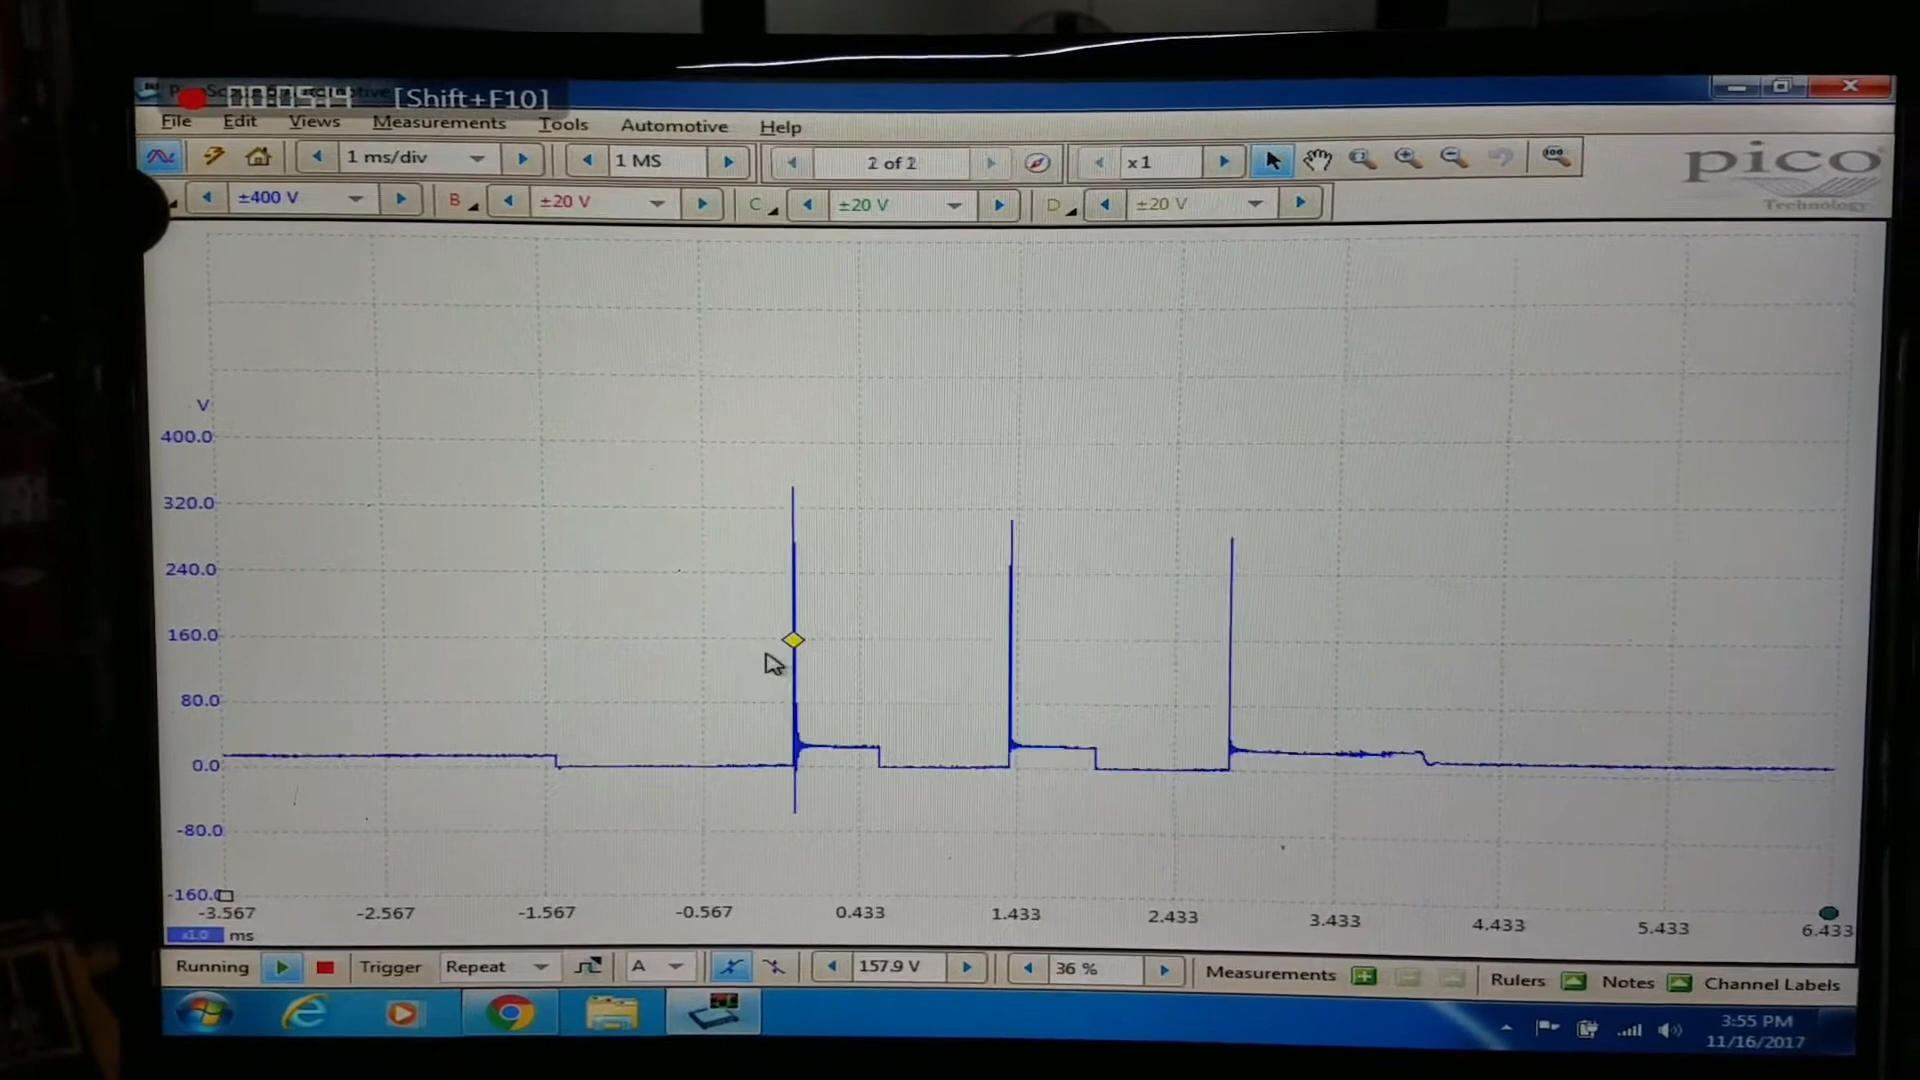 [Shift+F10]
File Edit Views Measurements Tools Automotive Help
1 ms/div 1 MS 2 of 2 x1
pico
Technology
±400 V B ±20 V C ±20 V D ±20 V
V
400.0
320.0
240.0
160.0
80.0
0.0
-80.0
-160.0
-3.567 -2.567 -1.567 -0.567 0.433 1.433 2.433 3.433 4.433 5.433 6.433
x1.0 ms
Running Trigger Repeat A 157.9 V 36 % Measurements Rulers Notes Channel Labels
3:55 PM
11/16/2017